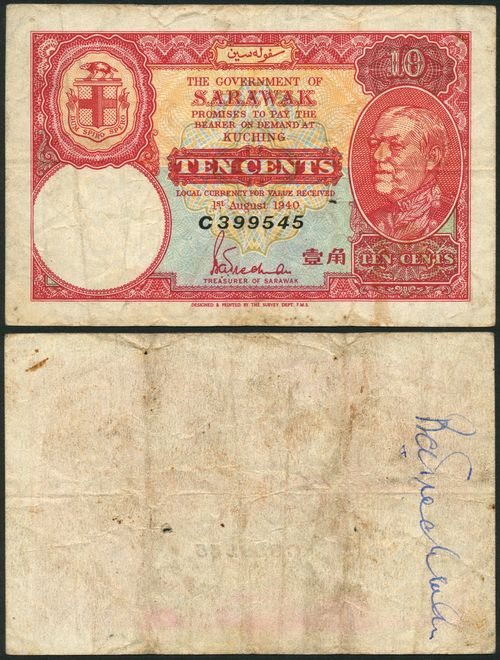 سڤوله سين
10
THE GOVERNMENT OF
SARAWAK
PROMISES TO PAY THE
BEARER ON DEMAND AT
KUCHING
TEN CENTS
LOCAL CURRENCY FOR VALUE RECEIVED
1st August 1940
C399545
壹角
TREASURER OF SARAWAK
DUM SPIRO SPERO
TEN CENTS
DESIGNED & PRINTED BY THE SURVEY DEPT. F.M.S.